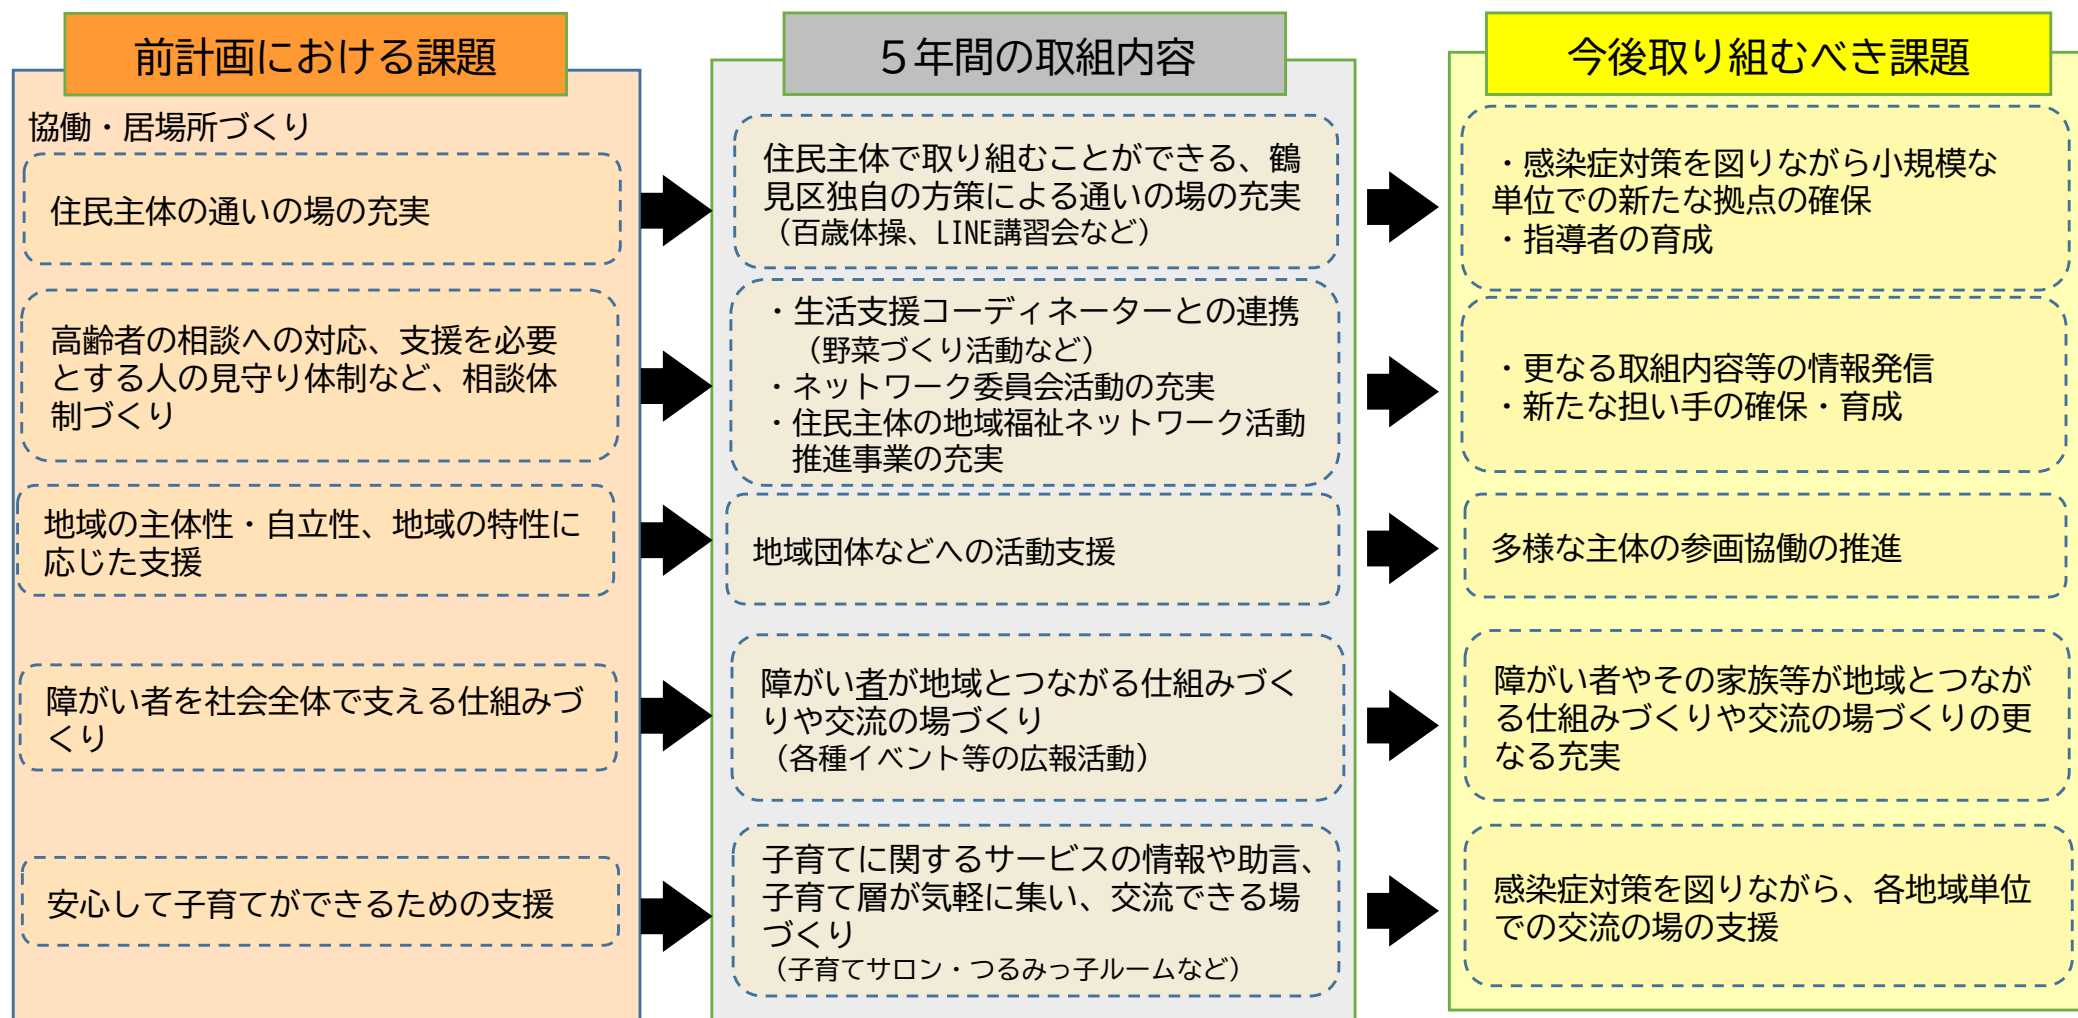 前計画における課題
協働・居場所づくり
住民主体の通いの場の充実
高齢者の相談への対応、支援を必要
とする人の見守り体制など、相談体
制づくり
地域の主体性・自立性、地域の特性に
応じた支援
障がい者を社会全体で支える仕組みづ
くり
安心して子育てができるための支援
５年間の取組内容
住民主体で取り組むことができる、鶴
見区独自の方策による通いの場の充実
（百歳体操、LINE講習会など）
・生活支援コーディネーターとの連携
（野菜づくり活動など）
・ネットワーク委員会活動の充実
・住民主体の地域福祉ネットワーク活動
推進事業の充実
地域団体などへの活動支援
障がい者が地域とつながる仕組みづく
りや交流の場づくり
（各種イベント等の広報活動）
子育てに関するサービスの情報や助言、
子育て層が気軽に集い、交流できる場
づくり
（子育てサロン・つるみっ子ルームなど）
今後取り組むべき課題
・感染症対策を図りながら小規模な
単位での新たな拠点の確保
・指導者の育成
・更なる取組内容等の情報発信
・新たな担い手の確保・育成
多様な主体の参画協働の推進
障がい者やその家族等が地域とつなが
る仕組みづくりや交流の場づくりの更
なる充実
感染症対策を図りながら、各地域単位
での交流の場の支援